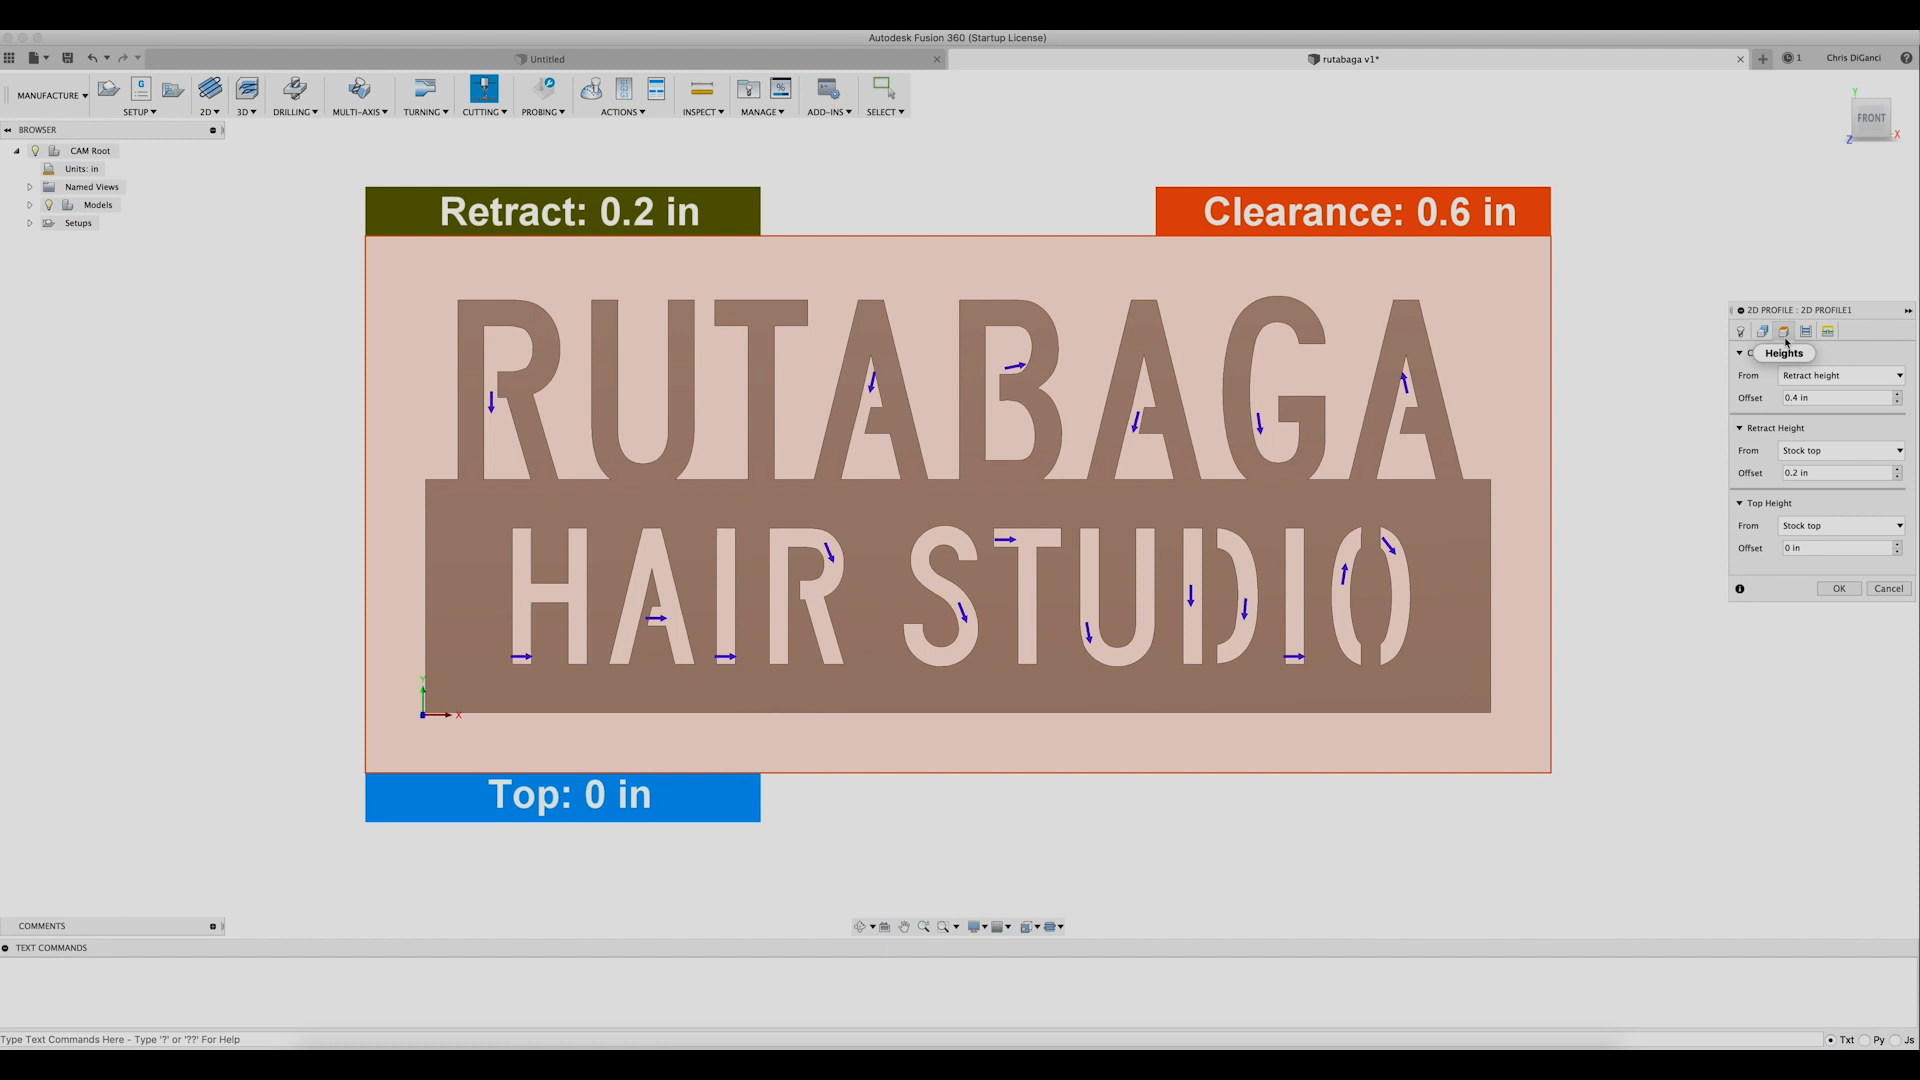 Autodesk Fusion 360 (Startup License)
Untitled
rutabaga v1*
1
Chris DiGanci
MANUFACTURE
SETUP
2D
3D
DRILLING
MULTI-AXIS
TURNING
CUTTING
PROBING
ACTIONS
INSPECT
MANAGE
ADD-INS
SELECT
BROWSER
CAM Root
Units: in
Named Views
Models
Setups
Y
FRONT
X
Z
Retract: 0.2 in
Clearance: 0.6 in
RUTABAGA
HAIR STUDIO
Y
X
Top: 0 in
2D PROFILE : 2D PROFILE1
C
Heights
From Retract height
Offset 0.4 in
Retract Height
From Stock top
Offset 0.2 in
Top Height
From Stock top
Offset 0 in
OK Cancel
COMMENTS
TEXT COMMANDS
Type Text Commands Here - Type '?' or '??' For Help
Txt Py Js